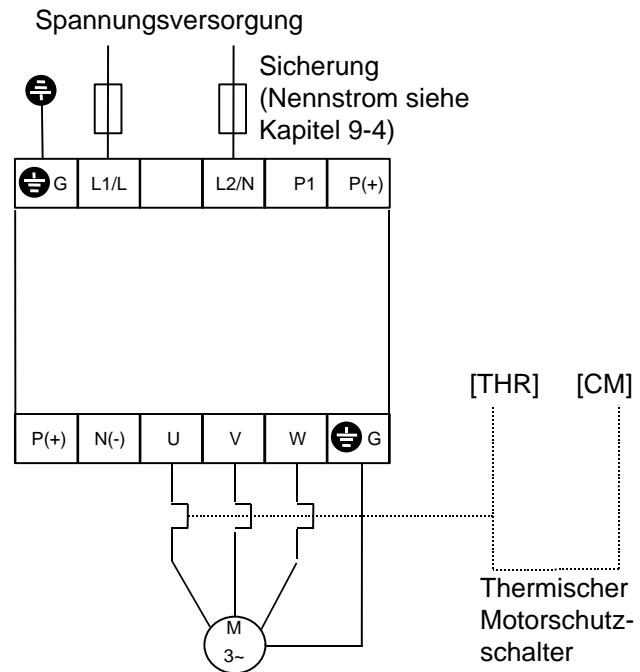 Spannungsversorgung
Sicherung
(Nennstrom siehe
Kapitel 9-4)
G L1/L L2/N P1 P(+)
[THR] [CM]
P(+) N(-) U V W G
Thermischer
Motorschutz-
schalter
M
3~